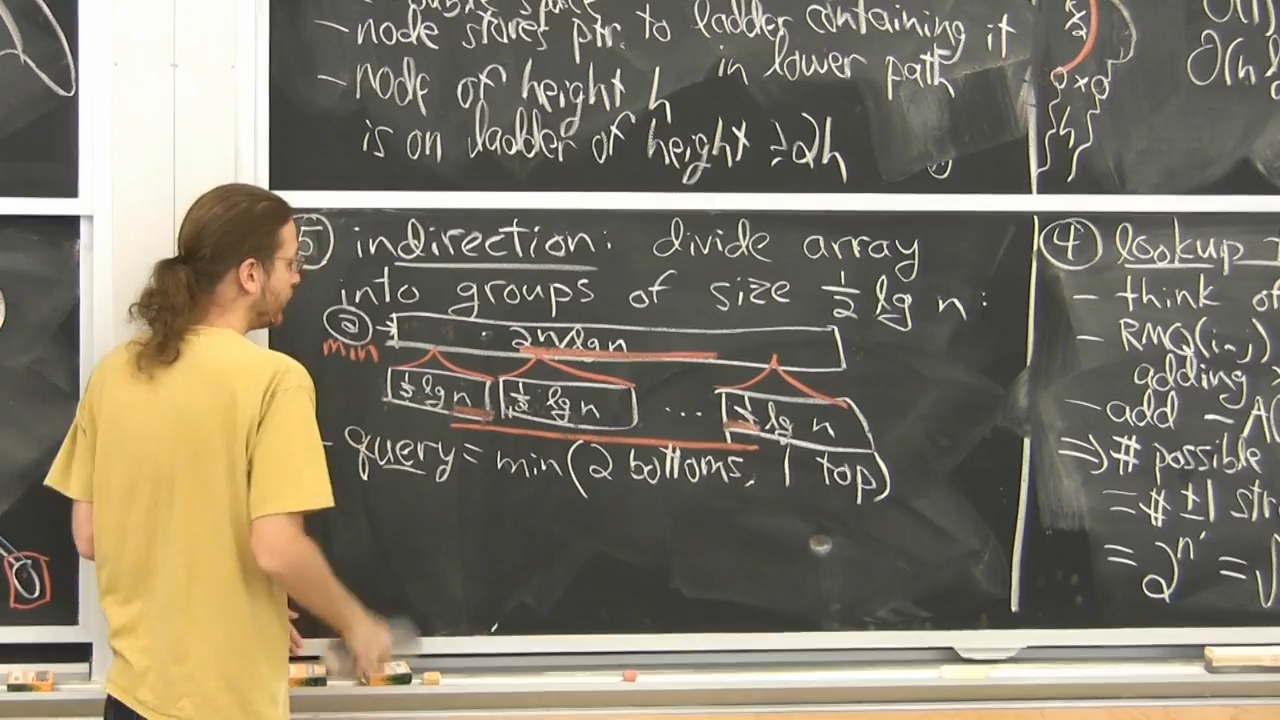 - node stores ptr. to ladder containing it
in lower path
- node of height h
is on ladder of height ≥2h
⑤ indirection: divide array
into groups of size ½ lg n:
② → 2n/lg n
min
½ lg n ½ lg n ... ½ lg n
- query = min(2 bottoms, 1 top)
④ lookup
- think of
- RMQ(i,j)
adding
- add -A(
⇒ # possible
= # ±1 str
= 2^n' = √